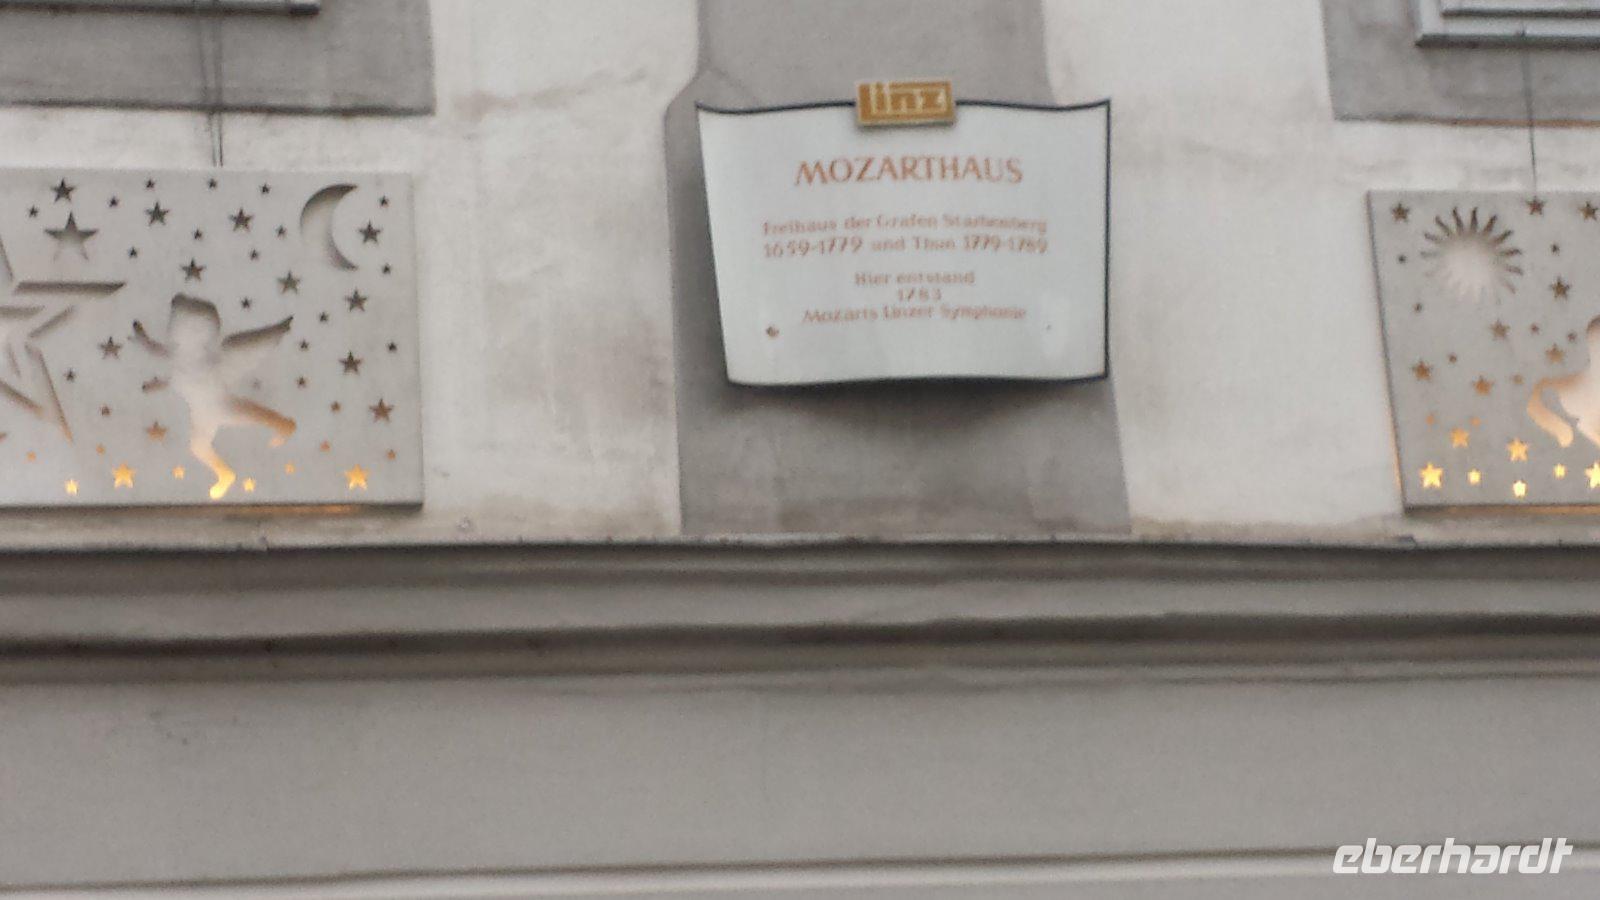 linz
MOZARTHAUS
Freihaus der Grafen Starhemberg
1659-1779 und Thun 1779-1789
Hier entstand
1783
Mozarts Linzer Symphonie
eberhardt